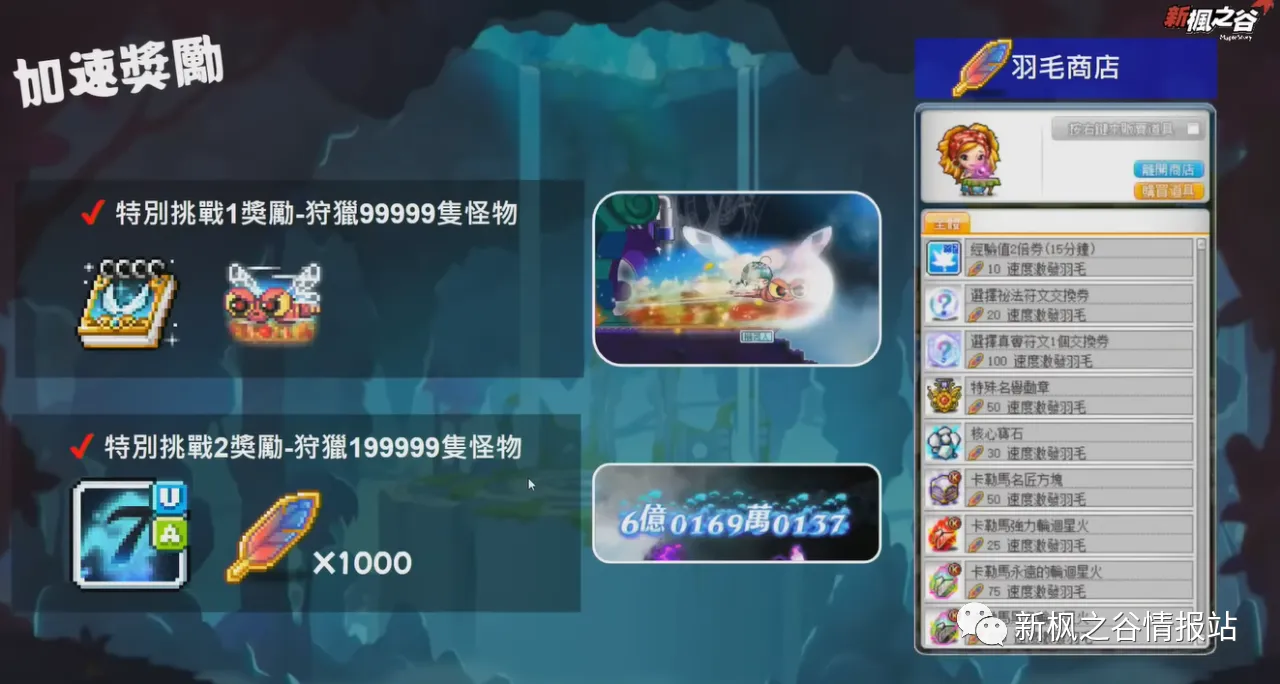 新楓之谷
MapleStory
加速獎勵
羽毛商店
離開商店
購買道具
特別挑戰1獎勵-狩獵99999隻怪物
特別挑戰2獎勵-狩獵199999隻怪物
U
A
×1000
6億0169萬0137
經驗值2倍券(15分鐘)
10 速度激發羽毛
選擇祕法符文交換券
20 速度激發羽毛
選擇真實符文1個交換券
100 速度激發羽毛
特殊名譽勳章
50 速度激發羽毛
核心寶石
30 速度激發羽毛
卡勒馬名匠方塊
50 速度激發羽毛
卡勒馬強力輪迴星火
25 速度激發羽毛
卡勒馬永遠的輪迴星火
75 速度激發羽毛
新枫之谷情报站